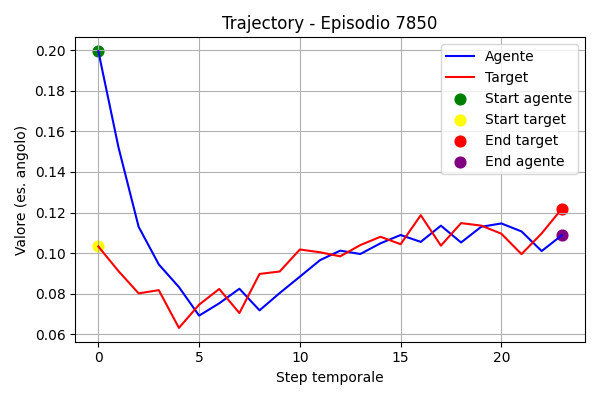 Trajectory - Episodio 7850
Valore (es. angolo)
0.20
0.18
0.16
0.14
0.12
0.10
0.08
0.06
Agente
Target
Start agente
Start target
End target
End agente
0 5 10 15 20
Step temporale